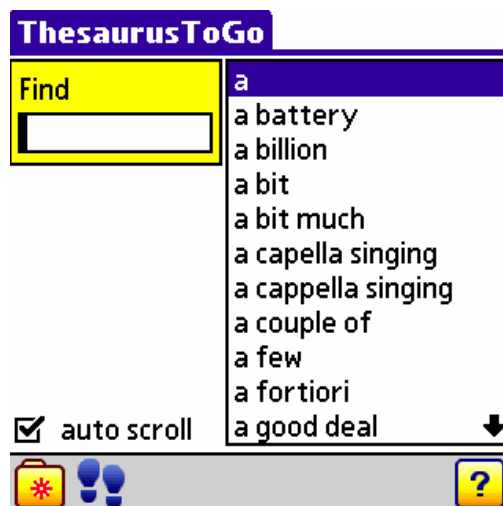 ThesaurusToGo
Find
a
a battery
a billion
a bit
a bit much
a capella singing
a cappella singing
a couple of
a few
a fortiori
a good deal
auto scroll
?